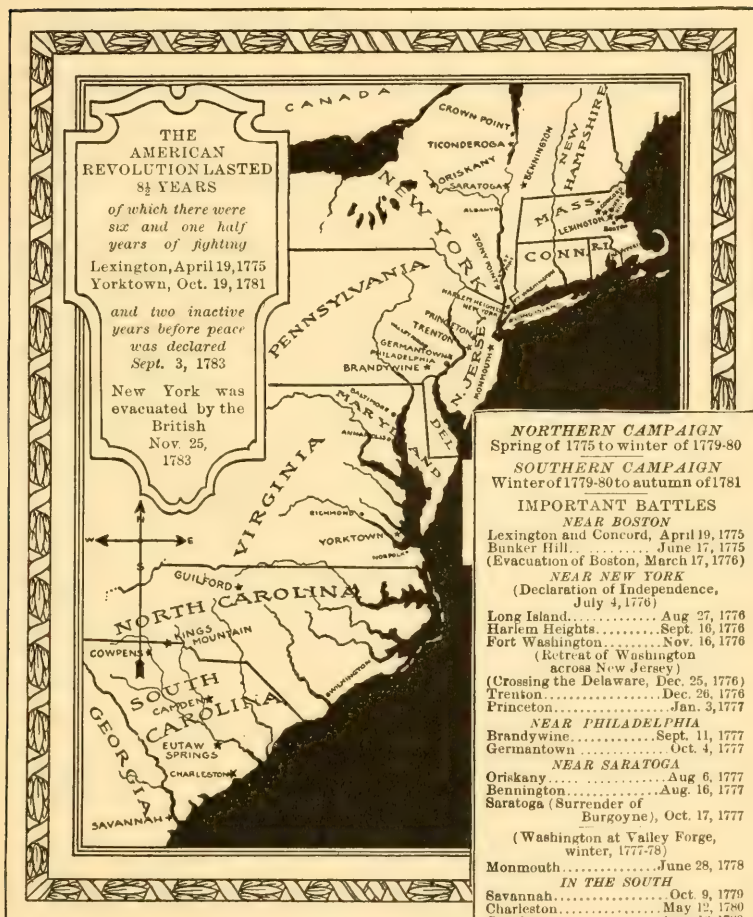 THE
AMERICAN
REVOLUTION LASTED
8½ YEARS
of which there were
six and one half
years of fighting
Lexington, April 19, 1775
Yorktown, Oct. 19, 1781
and two inactive
years before peace
was declared
Sept. 3, 1783
New York was
evacuated by the
British
Nov. 25,
1783
CANADA
CROWN POINT
TICONDEROGA
ORISKANY
SARATOGA
ALBANY
BENNINGTON
NEW
HAMPSHIRE
MASS.
CONCORD
LEXINGTON
BOSTON
CONN.
R.I.
NEW YORK
STONY POINT
FT. WASHINGTON
HARLEM HEIGHTS
NEW YORK
LONG ISLAND
PENNSYLVANIA
PRINCETON
TRENTON
VALLEY FORGE
GERMANTOWN
PHILADELPHIA
BRANDYWINE
N. JERSEY
MONMOUTH
BALTIMORE
MARYLAND
ANNAPOLIS
DEL
VIRGINIA
RICHMOND
YORKTOWN
NORFOLK
N
W
E
S
GUILFORD
NORTH CAROLINA
KINGS
MOUNTAIN
COWPENS
WILMINGTON
SOUTH
CAROLINA
CAMDEN
EUTAW
SPRINGS
CHARLESTON
GEORGIA
SAVANNAH
NORTHERN CAMPAIGN
Spring of 1775 to winter of 1779-80
SOUTHERN CAMPAIGN
Winter of 1779-80 to autumn of 1781
IMPORTANT BATTLES
NEAR BOSTON
Lexington and Concord, April 19, 1775
Bunker Hill.. .......... June 17, 1775
(Evacuation of Boston, March 17, 1776)
NEAR NEW YORK
(Declaration of Independence,
July 4, 1776)
Long Island............Aug 27, 1776
Harlem Heights..........Sept. 16, 1776
Fort Washington........Nov. 16, 1776
(Retreat of Washington
across New Jersey)
(Crossing the Delaware, Dec. 25, 1776)
Trenton..................Dec. 26, 1776
Princeton..................Jan. 3, 1777
NEAR PHILADELPHIA
Brandywine..............Sept. 11, 1777
Germantown .............Oct. 4, 1777
NEAR SARATOGA
Oriskany..................Aug 6, 1777
Bennington..............Aug. 16, 1777
Saratoga (Surrender of
Burgoyne), Oct. 17, 1777
(Washington at Valley Forge,
winter, 1777-78)
Monmouth..............June 28, 1778
IN THE SOUTH
Savannah..................Oct. 9, 1779
Charleston..............May 12, 1780